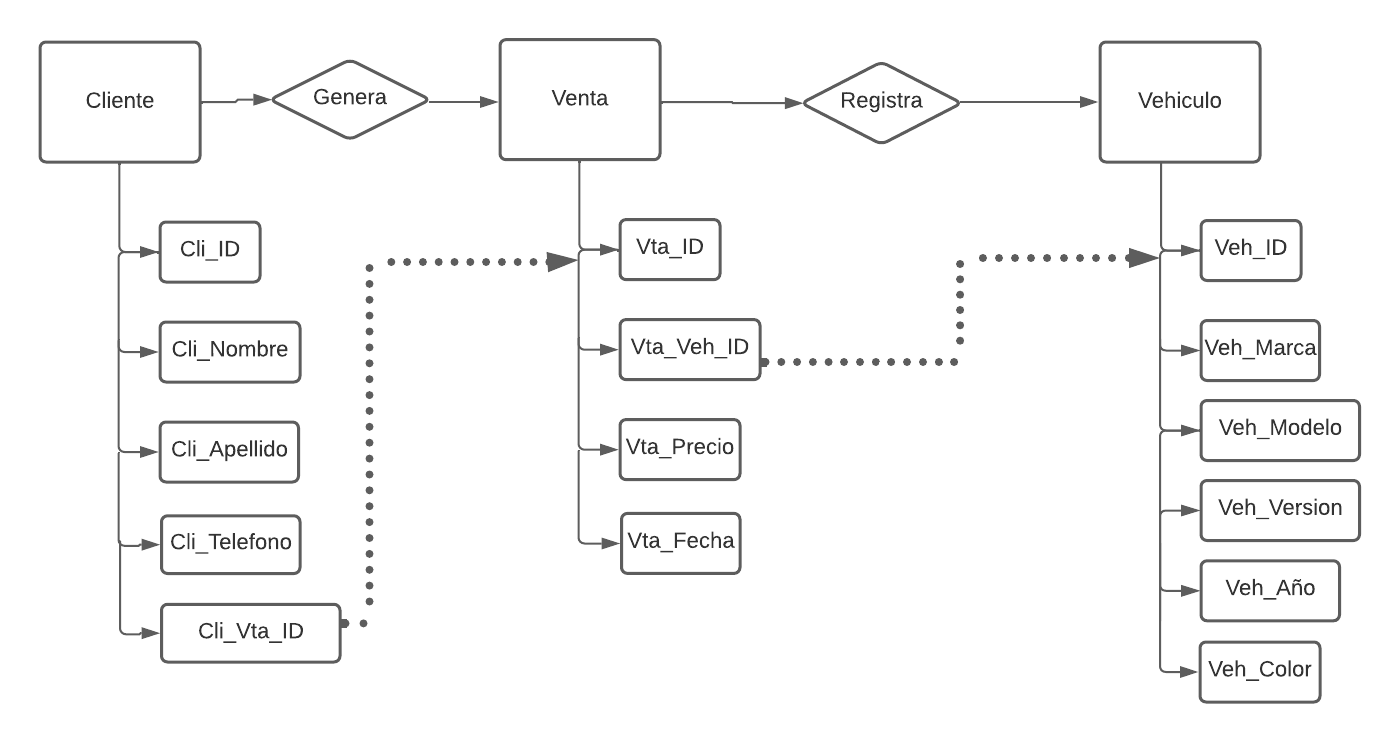 Cliente
Genera
Venta
Registra
Vehiculo
Cli_ID
Cli_Nombre
Cli_Apellido
Cli_Telefono
Cli_Vta_ID
Vta_ID
Vta_Veh_ID
Vta_Precio
Vta_Fecha
Veh_ID
Veh_Marca
Veh_Modelo
Veh_Version
Veh_Año
Veh_Color